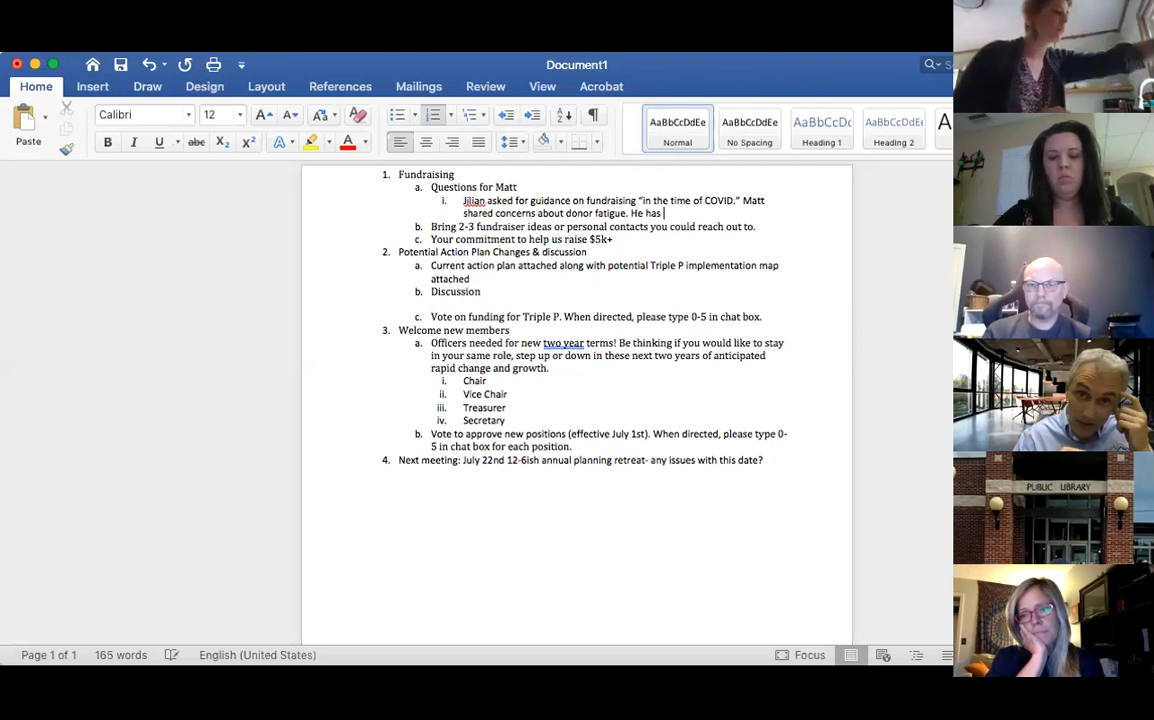 Document1
Home
Insert
Draw
Design
Layout
References
Mailings
Review
View
Acrobat
Paste
Calibri
12
AaBbCcDdEe
Normal
AaBbCcDdEe
No Spacing
AaBbCcDc
Heading 1
AaBbCcDdEe
Heading 2
1. Fundraising
a. Questions for Matt
i. Jilian asked for guidance on fundraising “in the time of COVID.” Matt
shared concerns about donor fatigue. He has
b. Bring 2-3 fundraiser ideas or personal contacts you could reach out to.
c. Your commitment to help us raise $5k+
2. Potential Action Plan Changes & discussion
a. Current action plan attached along with potential Triple P implementation map
attached
b. Discussion
c. Vote on funding for Triple P. When directed, please type 0-5 in chat box.
3. Welcome new members
a. Officers needed for new two year terms! Be thinking if you would like to stay
in your same role, step up or down in these next two years of anticipated
rapid change and growth.
i. Chair
ii. Vice Chair
iii. Treasurer
iv. Secretary
b. Vote to approve new positions (effective July 1st). When directed, please type 0-
5 in chat box for each position.
4. Next meeting: July 22nd 12-6ish annual planning retreat- any issues with this date?
Page 1 of 1
165 words
English (United States)
Focus
PUBLIC LIBRARY